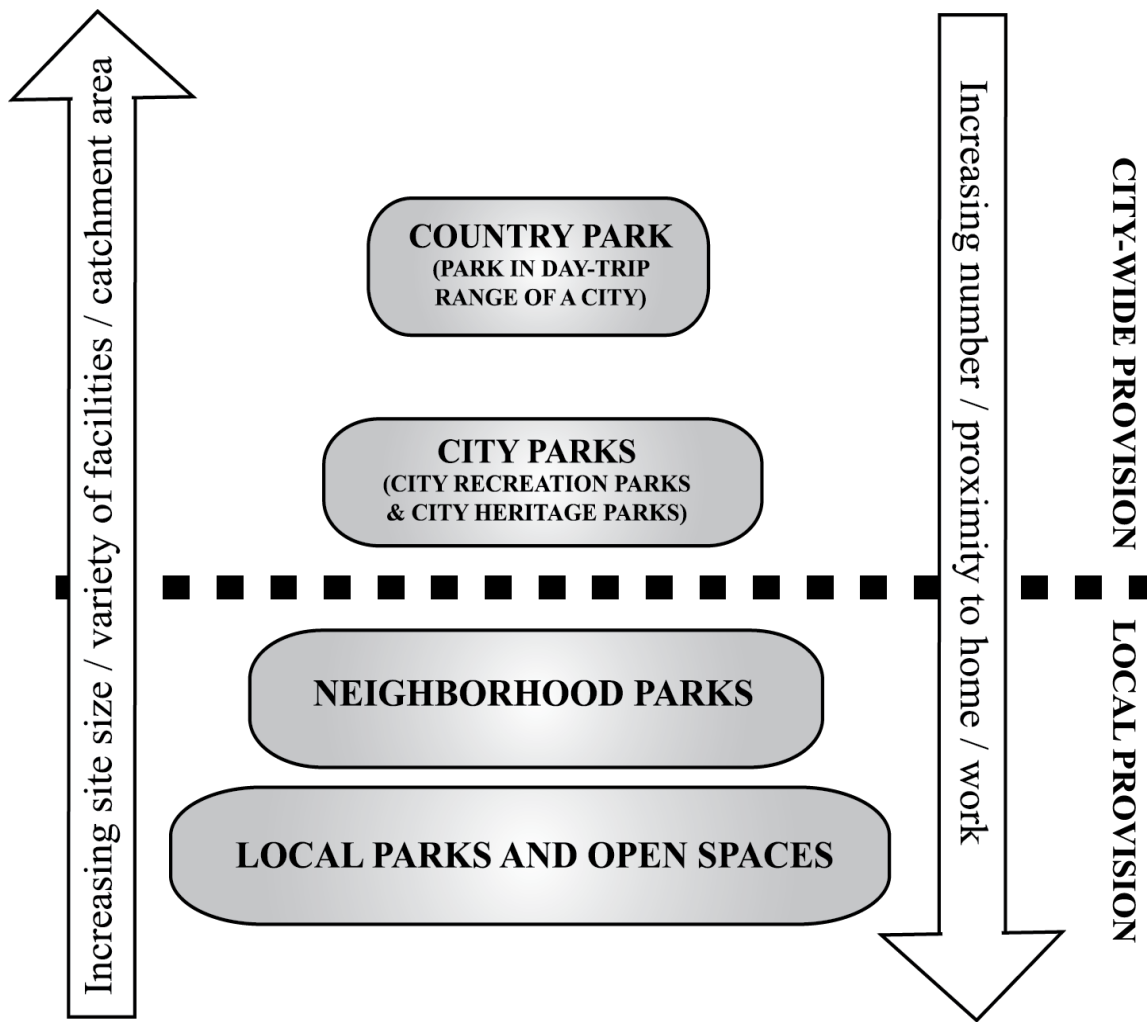 Increasing site size / variety of facilities / catchment area
COUNTRY PARK
(PARK IN DAY-TRIP
RANGE OF A CITY)
CITY PARKS
(CITY RECREATION PARKS
& CITY HERITAGE PARKS)
NEIGHBORHOOD PARKS
LOCAL PARKS AND OPEN SPACES
Increasing number / proximity to home / work
CITY-WIDE PROVISION
LOCAL PROVISION